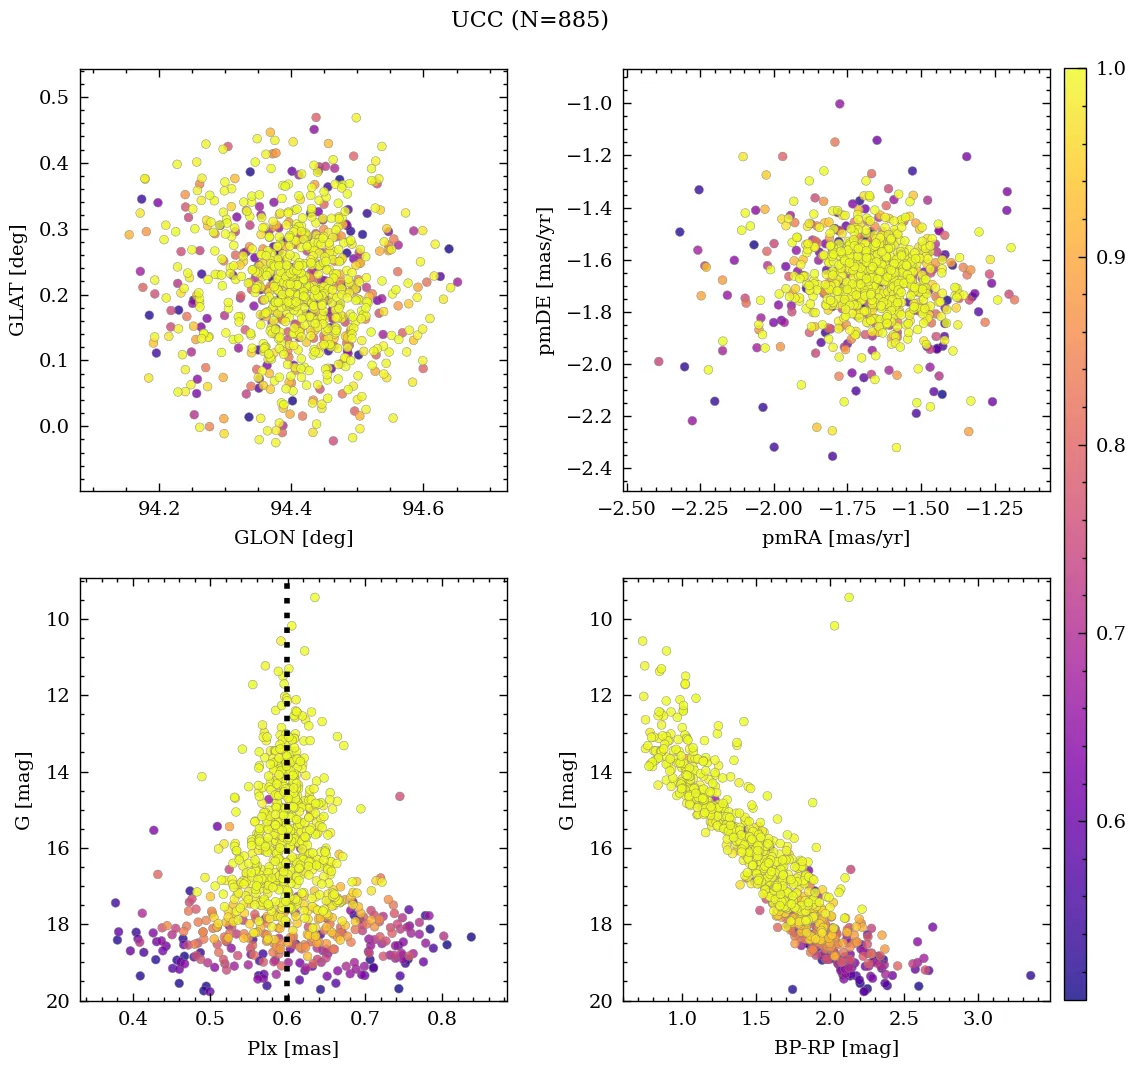 UCC (N=885)
0.5
0.4
0.3
0.2
0.1
0.0
GLAT [deg]
94.2 94.4 94.6
GLON [deg]
−1.0
−1.2
−1.4
−1.6
−1.8
−2.0
−2.2
−2.4
pmDE [mas/yr]
−2.50 −2.25 −2.00 −1.75 −1.50 −1.25
pmRA [mas/yr]
10
12
14
16
18
20
G [mag]
0.4 0.5 0.6 0.7 0.8
Plx [mas]
10
12
14
16
18
20
G [mag]
1.0 1.5 2.0 2.5 3.0
BP-RP [mag]
1.0
0.9
0.8
0.7
0.6